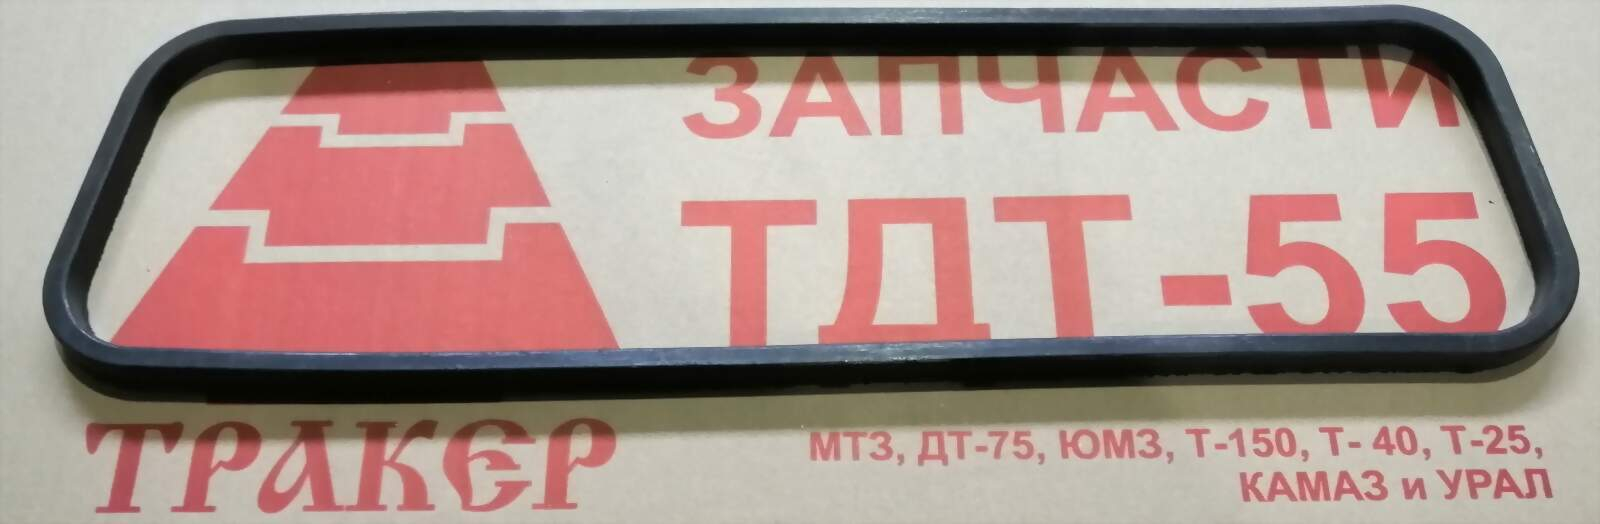 ЗАПЧАСТИ
ТДТ-55
ТРАКЕР
МТЗ, ДТ-75, ЮМЗ, Т-150, Т- 40, Т-25,
КАМАЗ и УРАЛ